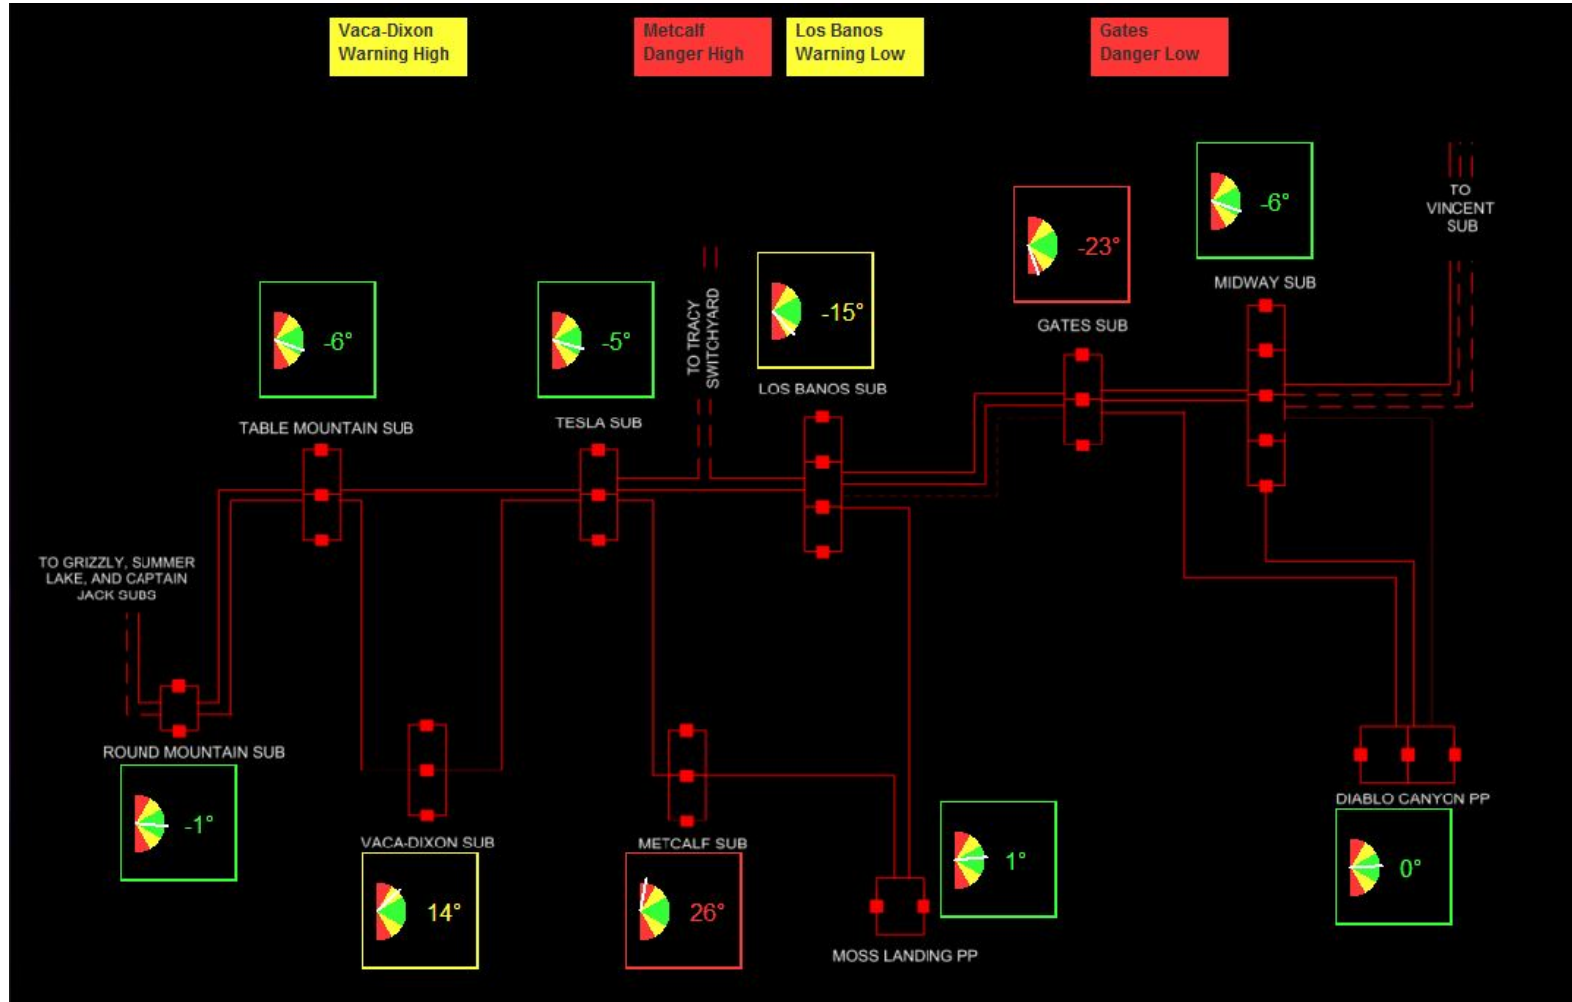 Vaca-Dixon
Warning High
Metcalf
Danger High
Los Banos
Warning Low
Gates
Danger Low
-6°
MIDWAY SUB
TO
VINCENT
SUB
-23°
GATES SUB
-15°
LOS BANOS SUB
TO TRACY
SWITCHYARD
-6°
TABLE MOUNTAIN SUB
-5°
TESLA SUB
TO GRIZZLY, SUMMER
LAKE, AND CAPTAIN
JACK SUBS
ROUND MOUNTAIN SUB
-1°
VACA-DIXON SUB
14°
METCALF SUB
26°
1°
MOSS LANDING PP
DIABLO CANYON PP
0°